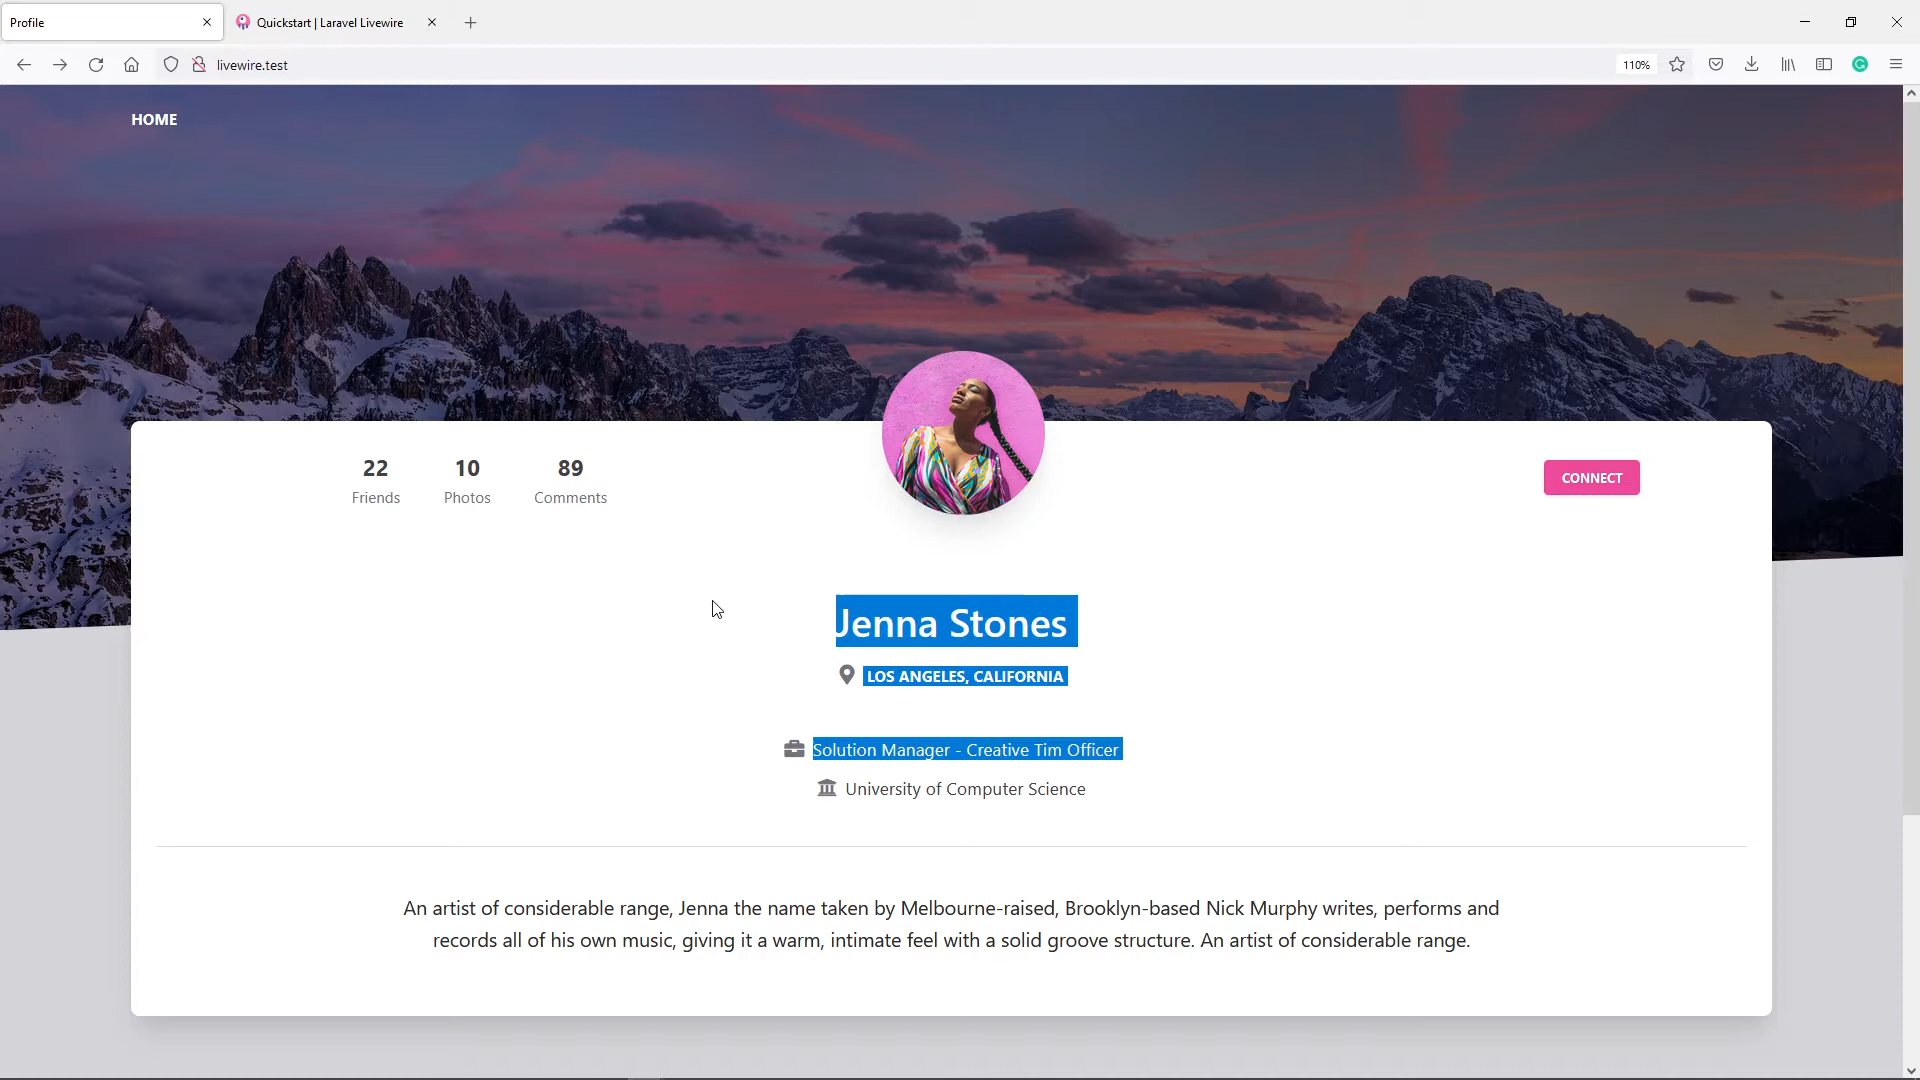 Profile
Quickstart | Laravel Livewire
livewire.test
110%
HOME
22
10
89
Friends
Photos
Comments
CONNECT
Jenna Stones
LOS ANGELES, CALIFORNIA
Solution Manager - Creative Tim Officer
University of Computer Science
An artist of considerable range, Jenna the name taken by Melbourne-raised, Brooklyn-based Nick Murphy writes, performs and
records all of his own music, giving it a warm, intimate feel with a solid groove structure. An artist of considerable range.